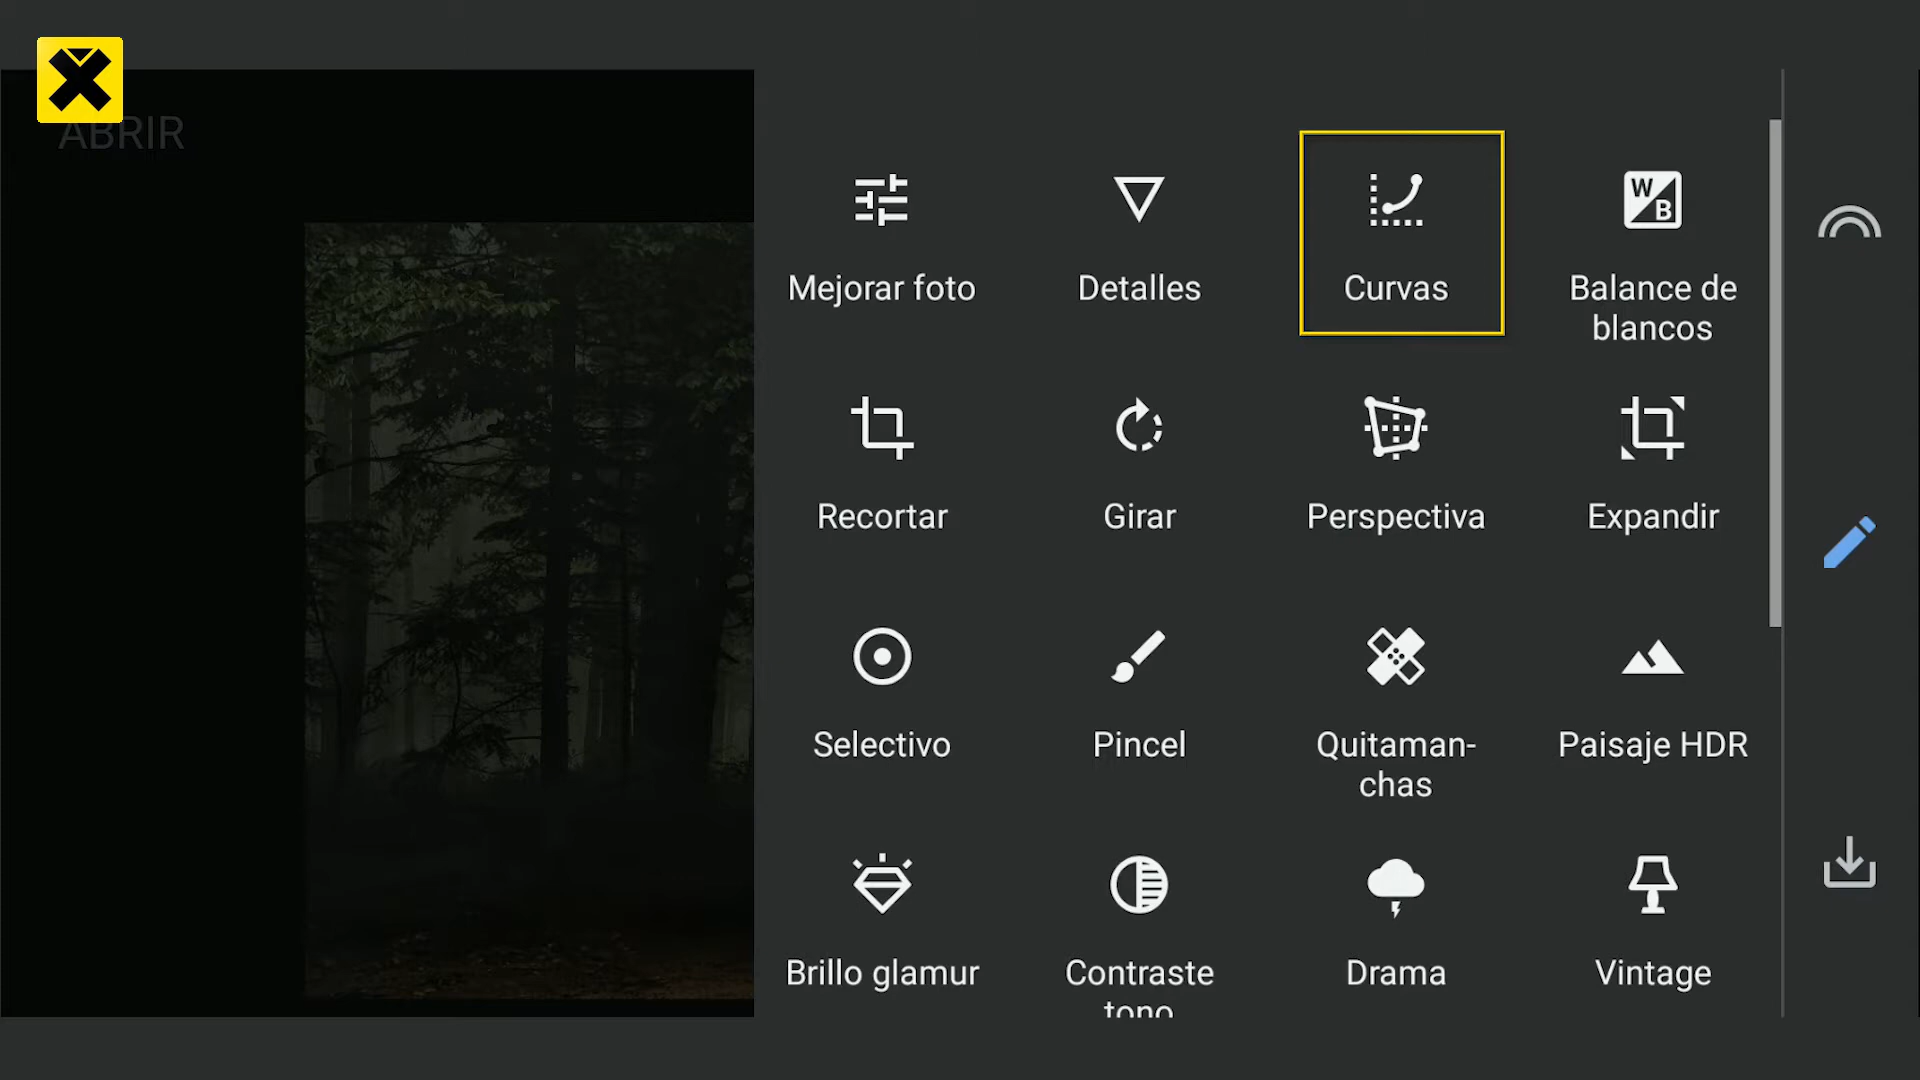 ABRIR
Mejorar foto
Detalles
Curvas
W
B
Balance de
blancos
Recortar
Girar
Perspectiva
Expandir
Selectivo
Pincel
Quitaman-
chas
Paisaje HDR
Brillo glamur
Contraste
tono
Drama
Vintage